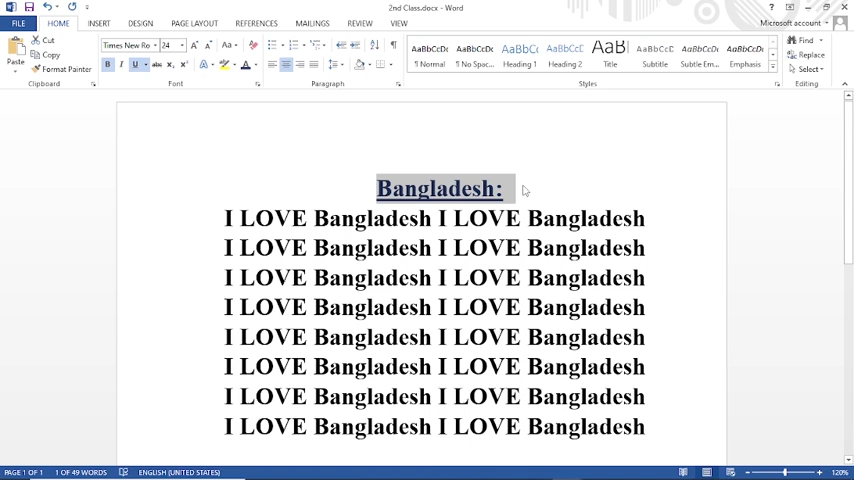 2nd Class.docx - Word
FILE HOME INSERT DESIGN PAGE LAYOUT REFERENCES MAILINGS REVIEW VIEW
Microsoft account
Paste
Cut
Copy
Format Painter
Clipboard
Times New Ro 24
Font
Paragraph
AaBbCcDc AaBbCcDc AaBbCc AaBbCcC AaB AaBbCcC AaBbCcDc AaBbCcDc
¶ Normal ¶ No Spac... Heading 1 Heading 2 Title Subtitle Subtle Em... Emphasis
Styles
Find
Replace
Select
Editing
Bangladesh:
I LOVE Bangladesh I LOVE Bangladesh
I LOVE Bangladesh I LOVE Bangladesh
I LOVE Bangladesh I LOVE Bangladesh
I LOVE Bangladesh I LOVE Bangladesh
I LOVE Bangladesh I LOVE Bangladesh
I LOVE Bangladesh I LOVE Bangladesh
I LOVE Bangladesh I LOVE Bangladesh
I LOVE Bangladesh I LOVE Bangladesh
PAGE 1 OF 1 1 OF 49 WORDS ENGLISH (UNITED STATES) 120%